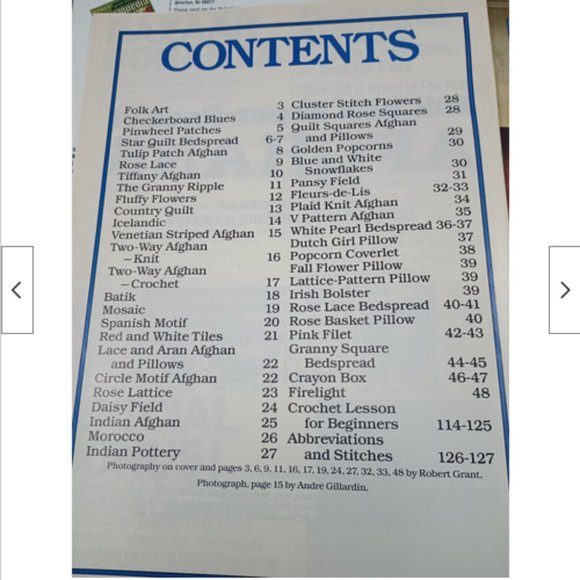 CONTENTS
Folk Art 3
Checkerboard Blues 4
Pinwheel Patches 5
Star Quilt Bedspread 6-7
Tulip Patch Afghan 8
Rose Lace 9
Tiffany Afghan 10
The Granny Ripple 11
Fluffy Flowers 12
Country Quilt 13
Icelandic 14
Venetian Striped Afghan 15
Two-Way Afghan
—Knit 16
Two-Way Afghan
—Crochet 17
Batik 18
Mosaic 19
Spanish Motif 20
Red and White Tiles 21
Lace and Aran Afghan
and Pillows 22
Circle Motif Afghan 22
Rose Lattice 23
Daisy Field 24
Indian Afghan 25
Morocco 26
Indian Pottery 27
Cluster Stitch Flowers 28
Diamond Rose Squares 28
Quilt Squares Afghan
and Pillows 29
Golden Popcorns 30
Blue and White
Snowflakes 30
Pansy Field 31
Fleurs-de-Lis 32-33
Plaid Knit Afghan 34
V Pattern Afghan 35
White Pearl Bedspread 36-37
Dutch Girl Pillow 37
Popcorn Coverlet 38
Fall Flower Pillow 39
Lattice-Pattern Pillow 39
Irish Bolster 39
Rose Lace Bedspread 40-41
Rose Basket Pillow 40
Pink Filet 42-43
Granny Square
Bedspread 44-45
Crayon Box 46-47
Firelight 48
Crochet Lesson
for Beginners 114-125
Abbreviations
and Stitches 126-127
Photography on cover and pages 3, 6, 9, 11, 16, 17, 19, 24, 27, 32, 33, 48 by Robert Grant.
Photograph, page 15 by André Gillardin.